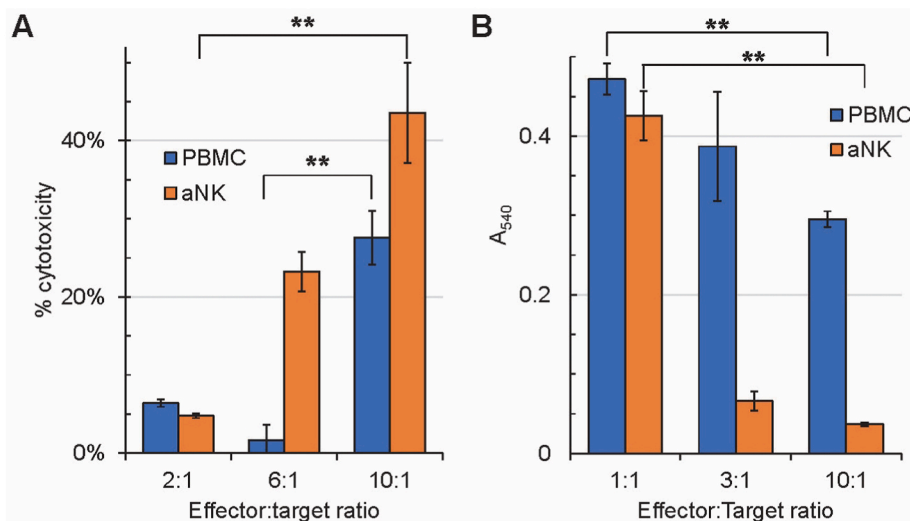 A
**
**
40%
20%
0%
% cytotoxicity
PBMC
aNK
2:1 6:1 10:1
Effector:target ratio
B
**
**
0.4
0.2
0
A540
PBMC
aNK
1:1 3:1 10:1
Effector:Target ratio